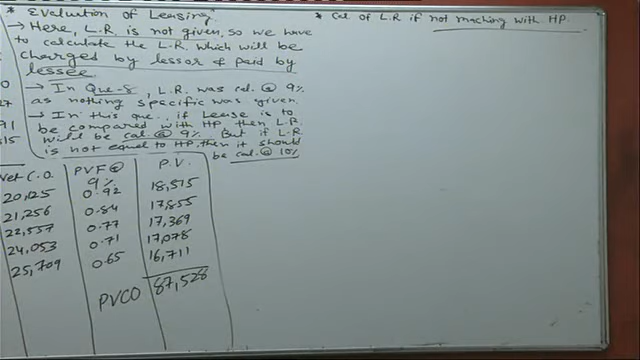 * Evaluation of Leasing
→ Here, L.R. is not given, so we have
to calculate the L.R. which will be
charged by lessor & paid by
lessee.
→ In Que-8, L.R. was cal. @ 9%
as nothing specific was given.
→ In this que.. if Lease is to
be compared with HP then L.R.
will be cal. @ 9%. But if L.R.
is not equal to HP, then it should
be cal. @ 10%
* Cal of L.R if not maching with HP.
0
27
91
515
Net C.O. PVF @ 9% P.V.
20,125 0.92 18,515
21,256 0.84 17,855
22,557 0.77 17,369
24,053 0.71 17,078
25,709 0.65 16,711
PVCO 87,528